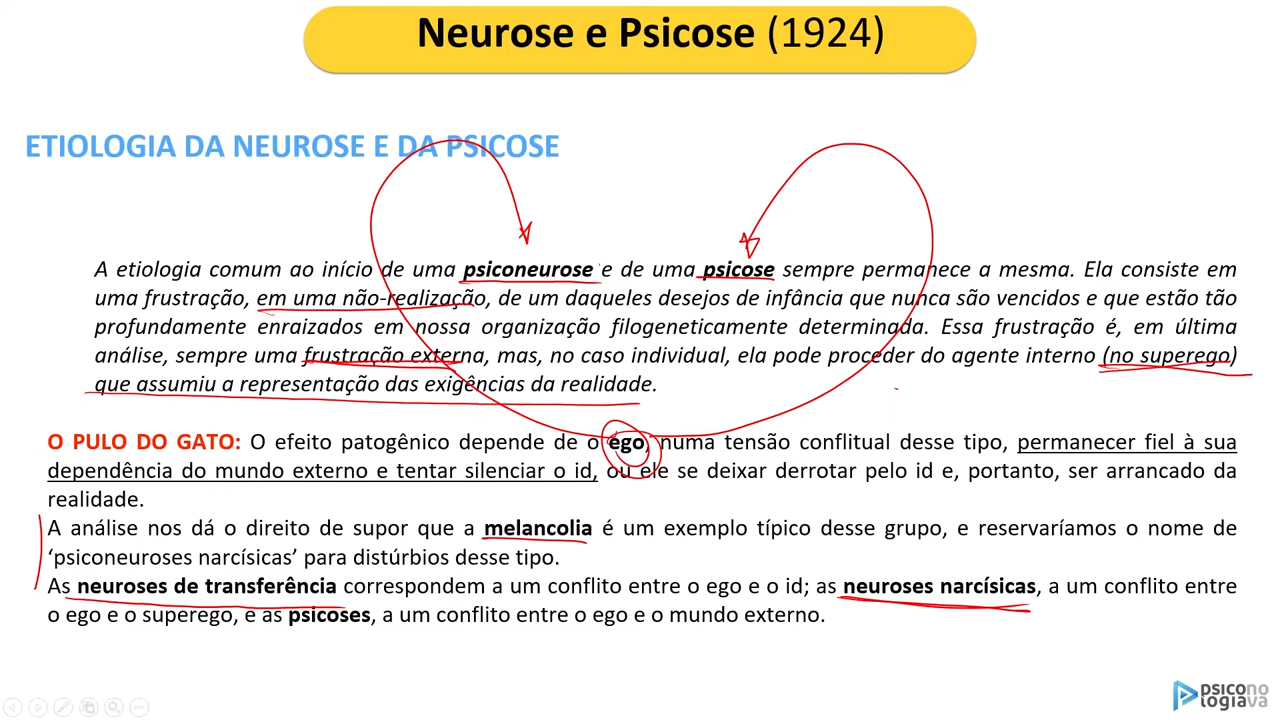 Neurose e Psicose (1924)
ETIOLOGIA DA NEUROSE E DA PSICOSE
A etiologia comum ao início de uma psiconeurose e de uma psicose sempre permanece a mesma. Ela consiste em
uma frustração, em uma não-realização, de um daqueles desejos de infância que nunca são vencidos e que estão tão
profundamente enraizados em nossa organização filogeneticamente determinada. Essa frustração é, em última
análise, sempre uma frustração externa, mas, no caso individual, ela pode proceder do agente interno (no superego)
que assumiu a representação das exigências da realidade.
O PULO DO GATO: O efeito patogênico depende de o ego, numa tensão conflitual desse tipo, permanecer fiel à sua
dependência do mundo externo e tentar silenciar o id, ou ele se deixar derrotar pelo id e, portanto, ser arrancado da
realidade.
A análise nos dá o direito de supor que a melancolia é um exemplo típico desse grupo, e reservaríamos o nome de
‘psiconeuroses narcísicas’ para distúrbios desse tipo.
As neuroses de transferência correspondem a um conflito entre o ego e o id; as neuroses narcísicas, a um conflito entre
o ego e o superego, e as psicoses, a um conflito entre o ego e o mundo externo.
PSICONO
LOGIAVA